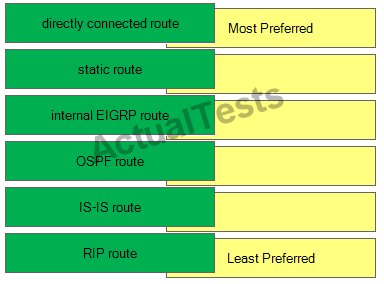 directly connected route
Most Preferred
static route
internal EIGRP route
ActualTests
OSPF route
IS-IS route
RIP route
Least Preferred